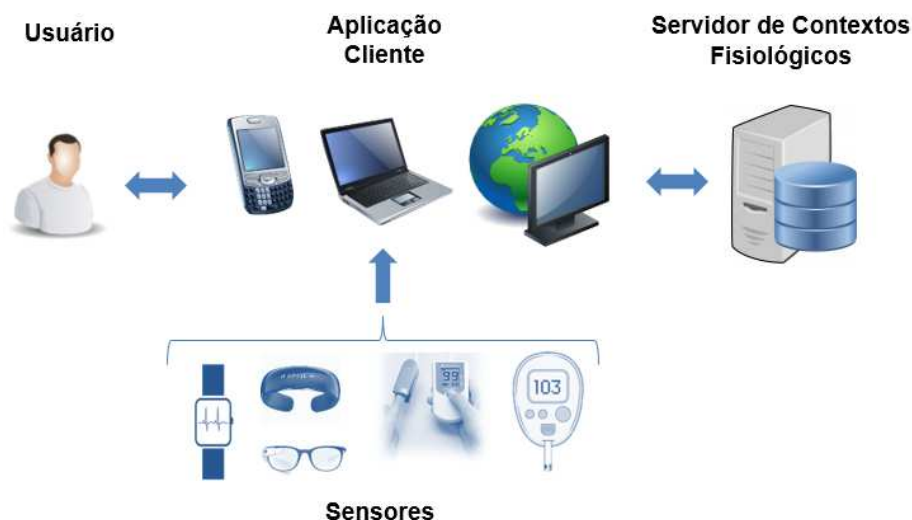 Usuário
Aplicação
Cliente
Servidor de Contextos
Fisiológicos
99
103
Sensores